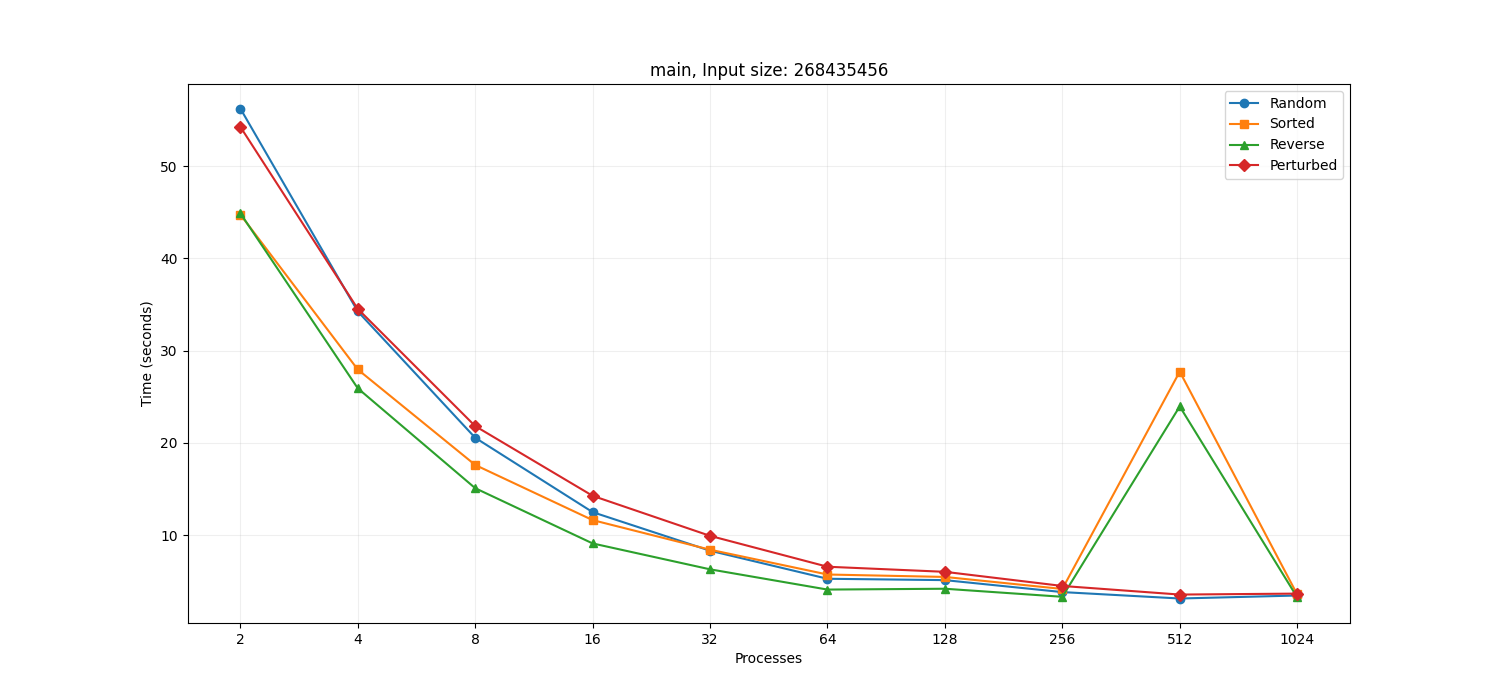 main, Input size: 268435456
Random
Sorted
Reverse
Perturbed
50
40
30
20
10
Time (seconds)
2 4 8 16 32 64 128 256 512 1024
Processes